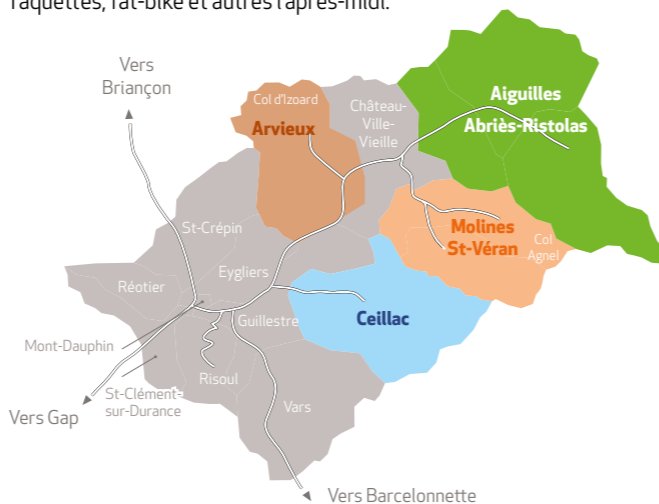 raquettes, fat-bike et autres l'après-midi.
Vers
Briançon
Col d'Izoard
Arvieux
Château-
Ville-
Vieille
Aiguilles
Abriès-Ristolas
St-Crépin
Molines
St-Véran
Col
Agnel
Réotier
Eygliers
Ceillac
Mont-Dauphin
Guillestre
Risoul
St-Clément-
sur-Durance
Vers Gap
Vars
Vers Barcelonnette